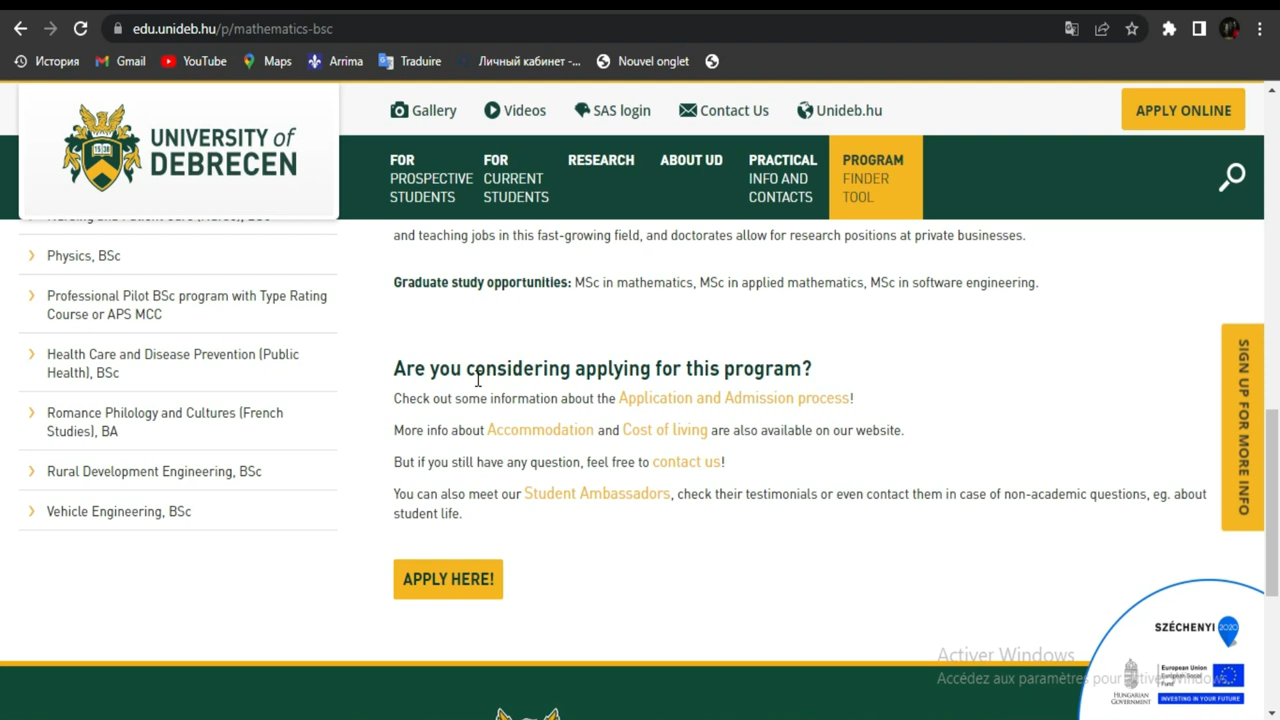 edu.unideb.hu/p/mathematics-bsc
История Gmail YouTube Maps Arrima Traduire Личный кабинет -... Nouvel onglet
UNIVERSITY of
DEBRECEN
Gallery Videos SAS login Contact Us Unideb.hu
APPLY ONLINE
FOR
PROSPECTIVE
STUDENTS
FOR
CURRENT
STUDENTS
RESEARCH
ABOUT UD
PRACTICAL
INFO AND
CONTACTS
PROGRAM
FINDER
TOOL
Physics, BSc
Professional Pilot BSc program with Type Rating
Course or APS MCC
Health Care and Disease Prevention (Public
Health), BSc
Romance Philology and Cultures (French
Studies), BA
Rural Development Engineering, BSc
Vehicle Engineering, BSc
and teaching jobs in this fast-growing field, and doctorates allow for research positions at private businesses.
Graduate study opportunities: MSc in mathematics, MSc in applied mathematics, MSc in software engineering.
Are you considering applying for this program?
Check out some information about the Application and Admission process!
More info about Accommodation and Cost of living are also available on our website.
But if you still have any question, feel free to contact us!
You can also meet our Student Ambassadors, check their testimonials or even contact them in case of non-academic questions, eg. about
student life.
APPLY HERE!
SIGN UP FOR MORE INFO
SZÉCHENYI 2020
Activer Windows
Accédez aux paramètres pour activer Windows.
HUNGARIAN
GOVERNMENT
European Union
European Social
Fund
INVESTING IN YOUR FUTURE